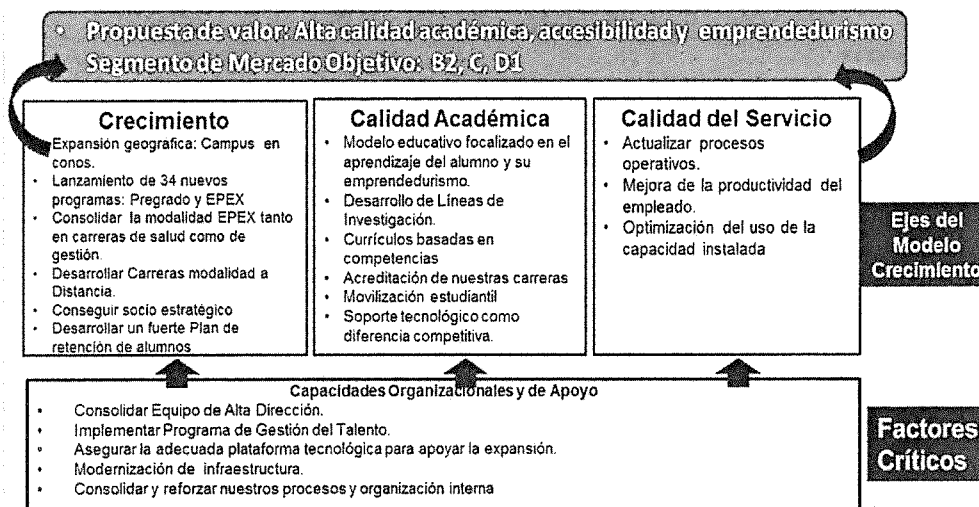 • Propuesta de valor: Alta calidad académica, accesibilidad y emprendedurismo
Segmento de Mercado Objetivo: B2, C, D1
Crecimiento
• Expansión geografica: Campus en
conos.
• Lanzamiento de 34 nuevos
programas: Pregrado y EPEX
• Consolidar la modalidad EPEX tanto
en carreras de salud como de
gestión.
• Desarrollar Carreras modalidad a
Distancia.
• Conseguir socio estratégico
• Desarrollar un fuerte Plan de
retención de alumnos
Calidad Académica
• Modelo educativo focalizado en el
aprendizaje del alumno y su
emprendedurismo.
• Desarrollo de Líneas de
Investigación.
• Currículos basadas en
competencias
• Acreditación de nuestras carreras
• Movilización estudiantil
• Soporte tecnológico como
diferencia competitiva.
Calidad del Servicio
• Actualizar procesos
operativos.
• Mejora de la productividad del
empleado.
• Optimización del uso de la
capacidad instalada
Ejes del
Modelo
Crecimiento
Capacidades Organizacionales y de Apoyo
• Consolidar Equipo de Alta Dirección.
• Implementar Programa de Gestión del Talento.
• Asegurar la adecuada plataforma tecnológica para apoyar la expansión.
• Modernización de infraestructura.
• Consolidar y reforzar nuestros procesos y organización interna
Factores
Críticos